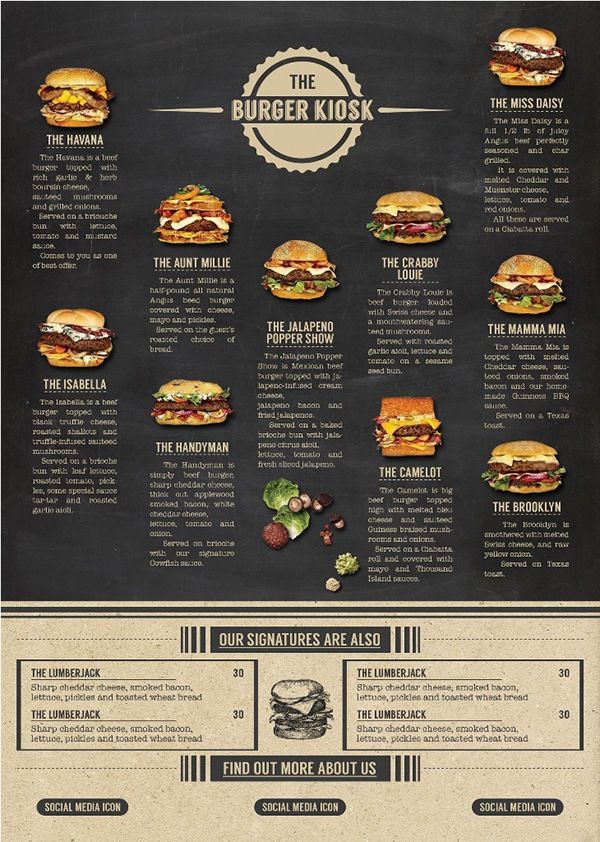 THE
BURGER KIOSK
THE HAVANA
The Havana is a beef
burger topped with
rich garlic & herb
boursin cheese,
sauteed mushrooms
and grilled onions.
Served on a briouche
bun with lettuce,
tomato and mustard
sauce.
Comes to you as one
of best offer.
THE ISABELLA
The Isabella is a beef
burger topped with
black truffle cheese,
roasted shallots and
truffle-infused sauteed
mushrooms.
Served on a brioche
bun with loaf lettuce,
roasted tomato, pick-
les, some special sauce
tar-tar and roasted
garlic aioli.
THE AUNT MILLIE
The Aunt Millie is a
half-pound all natural
Angus beed burger
covered with cheese,
mayo and pickles.
Served on the guest's
roasted choice of
bread.
THE HANDYMAN
The Handyman is
simply beef burger,
sharp cheddar cheese,
thick cut applewood
smoked bacon, white
cheddar cheese,
lettuce, tomato and
onion.
Served on brioche
with our signature
Cowfish sauce.
THE JALAPENO
POPPER SHOW
The Jalapeno Popper
Show is Mexican beef
burger topped with ja-
lapeno-infused cream
cheese,
jalapeno bacon and
fried jalapenos.
Served on a baked
brioche bun with jala-
peno citrus aioli,
lettuce, tomato and
fresh sliced jalapeno.
THE CRABBY
LOUIE
The Crabby Louie is
beef burger loaded
with Swiss cheese and
a mouthwatering sau-
teed mushrooms.
Served with roasted
garlic aioli, lettuce and
tomato on a sesame
seed bun.
THE CAMELOT
The Camelot is big
beef burger topped
high with melted bleu
cheese and sauteed
Guiness braised mush-
rooms and onions.
Served on a Ciabatta
roll and covered with
mayo and Thousand
Island sauces.
THE MISS DAISY
The Miss Daisy is a
full 1/2 lb of juicy
Angus beef perfectly
seasoned and char
grilled.
It is covered with
melted Cheddar and
Muenster cheese,
lettuce, tomato and
red onions.
All these are served
on a Ciabatta roll.
THE MAMMA MIA
The Mamma Mia is
topped with melted
Cheddar cheese, sau-
teed onions, smoked
bacon and our home-
made Guinness BBQ
sauce.
Served on a Texas
toast.
THE BROOKLYN
The Brooklyn is
smothered with melted
Swiss cheese, and raw
yellow onion.
Served on Texas
toast.
OUR SIGNATURES ARE ALSO
THE LUMBERJACK 30
Sharp cheddar cheese, smoked bacon,
lettuce, pickles and toasted wheat bread
THE LUMBERJACK 30
Sharp cheddar cheese, smoked bacon,
lettuce, pickles and toasted wheat bread
THE LUMBERJACK 30
Sharp cheddar cheese, smoked bacon,
lettuce, pickles and toasted wheat bread
THE LUMBERJACK 30
Sharp cheddar cheese, smoked bacon,
lettuce, pickles and toasted wheat bread
FIND OUT MORE ABOUT US
SOCIAL MEDIA ICON
SOCIAL MEDIA ICON
SOCIAL MEDIA ICON